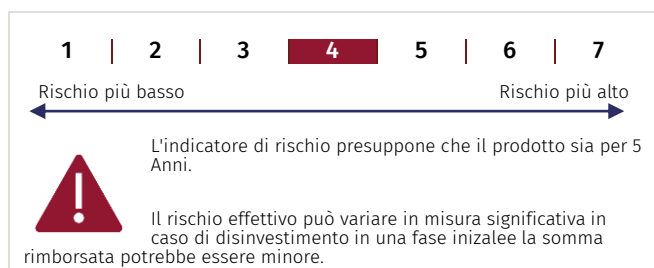 1 | 2 | 3 | 4 | 5 | 6 | 7
Rischio più basso Rischio più alto
L'indicatore di rischio presuppone che il prodotto sia per 5
Anni.
Il rischio effettivo può variare in misura significativa in
caso di disinvestimento in una fase inizalee la somma
rimborsata potrebbe essere minore.